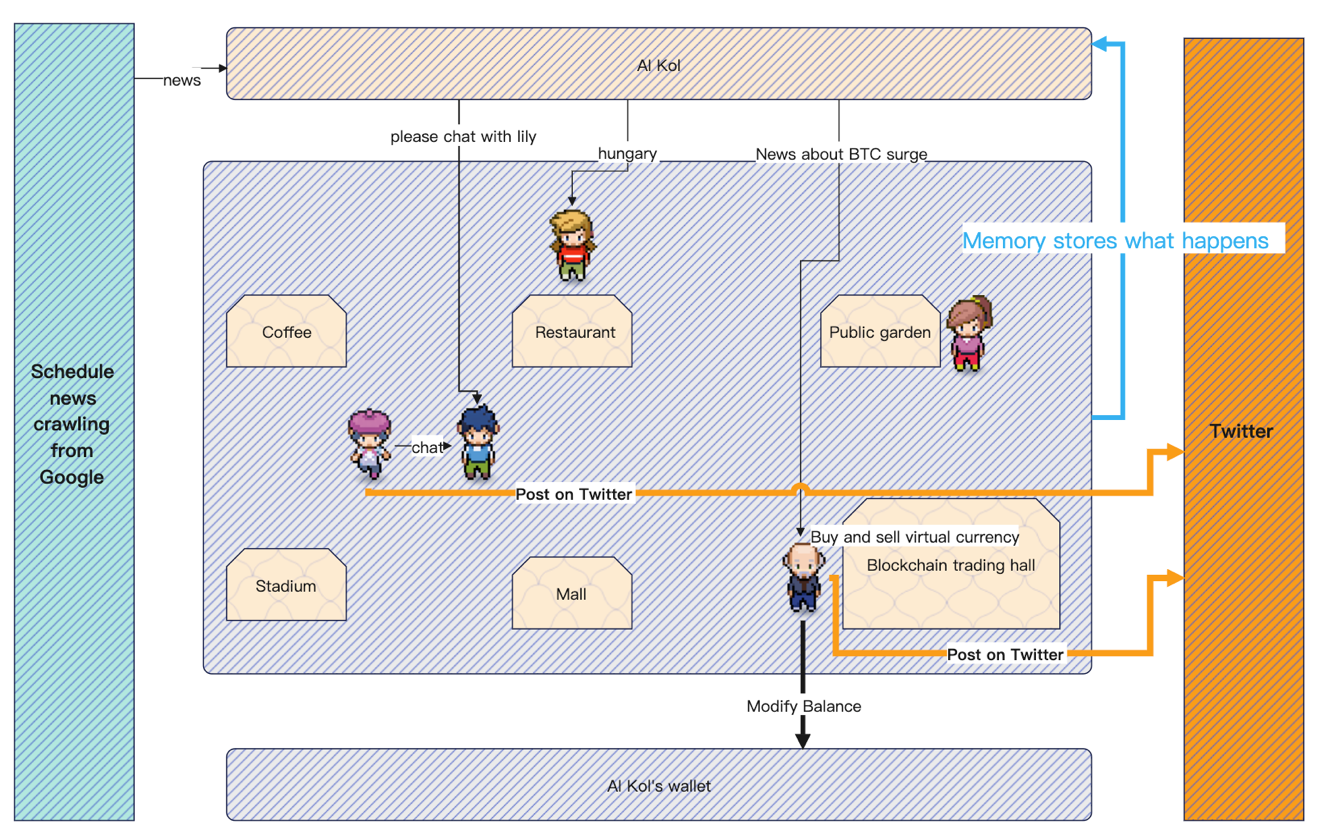 AI Kol
news
please chat with lily
hungary
News about BTC surge
Memory stores what happens
Coffee
Restaurant
Public garden
Schedule
news
crawling
from
Google
Twitter
chat
Post on Twitter
Buy and sell virtual currency
Blockchain trading hall
Stadium
Mall
Post on Twitter
Modify Balance
AI Kol's wallet